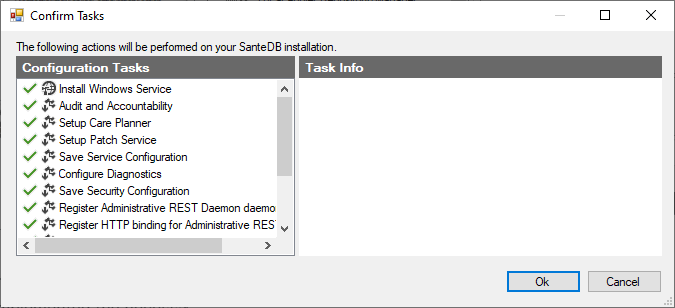 Confirm Tasks
The following actions will be performed on your SanteDB installation.
Configuration Tasks
Task Info
Install Windows Service
Audit and Accountability
Setup Care Planner
Setup Patch Service
Save Service Configuration
Configure Diagnostics
Save Security Configuration
Register Administrative REST Daemon daemo
Register HTTP binding for Administrative RES
Ok
Cancel